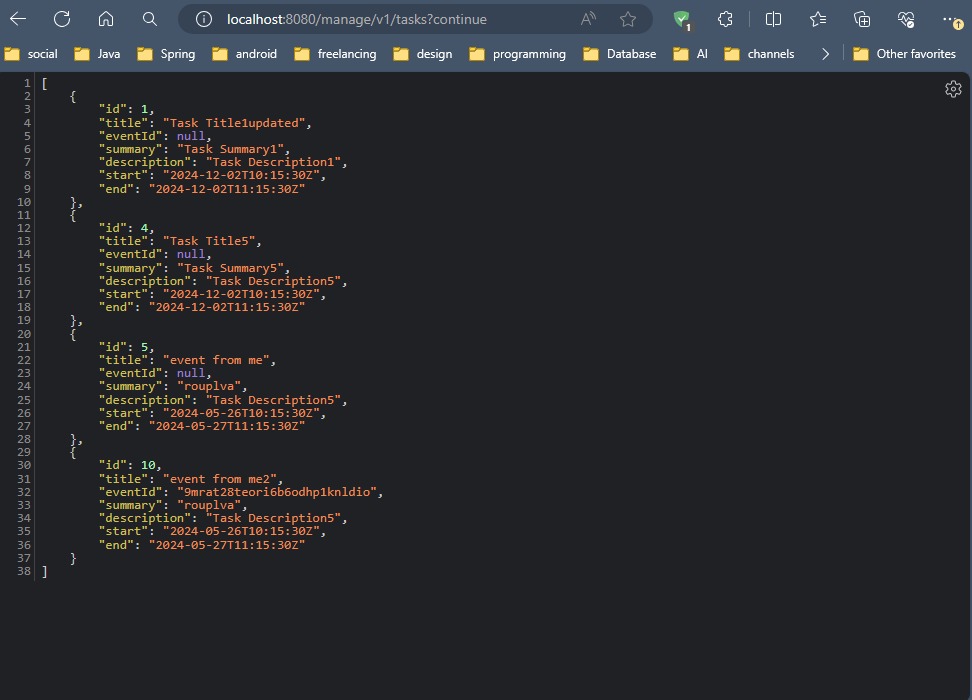 localhost:8080/manage/v1/tasks?continue
1
social Java Spring android freelancing design programming Database AI channels Other favorites
1 [
2 {
3 "id": 1,
4 "title": "Task Title1updated",
5 "eventId": null,
6 "summary": "Task Summary1",
7 "description": "Task Description1",
8 "start": "2024-12-02T10:15:30Z",
9 "end": "2024-12-02T11:15:30Z"
10 },
11 {
12 "id": 4,
13 "title": "Task Title5",
14 "eventId": null,
15 "summary": "Task Summary5",
16 "description": "Task Description5",
17 "start": "2024-12-02T10:15:30Z",
18 "end": "2024-12-02T11:15:30Z"
19 },
20 {
21 "id": 5,
22 "title": "event from me",
23 "eventId": null,
24 "summary": "rouplva",
25 "description": "Task Description5",
26 "start": "2024-05-26T10:15:30Z",
27 "end": "2024-05-27T11:15:30Z"
28 },
29 {
30 "id": 10,
31 "title": "event from me2",
32 "eventId": "9mrat28teori6b6odhp1knldio",
33 "summary": "rouplva",
34 "description": "Task Description5",
35 "start": "2024-05-26T10:15:30Z",
36 "end": "2024-05-27T11:15:30Z"
37 }
38 ]